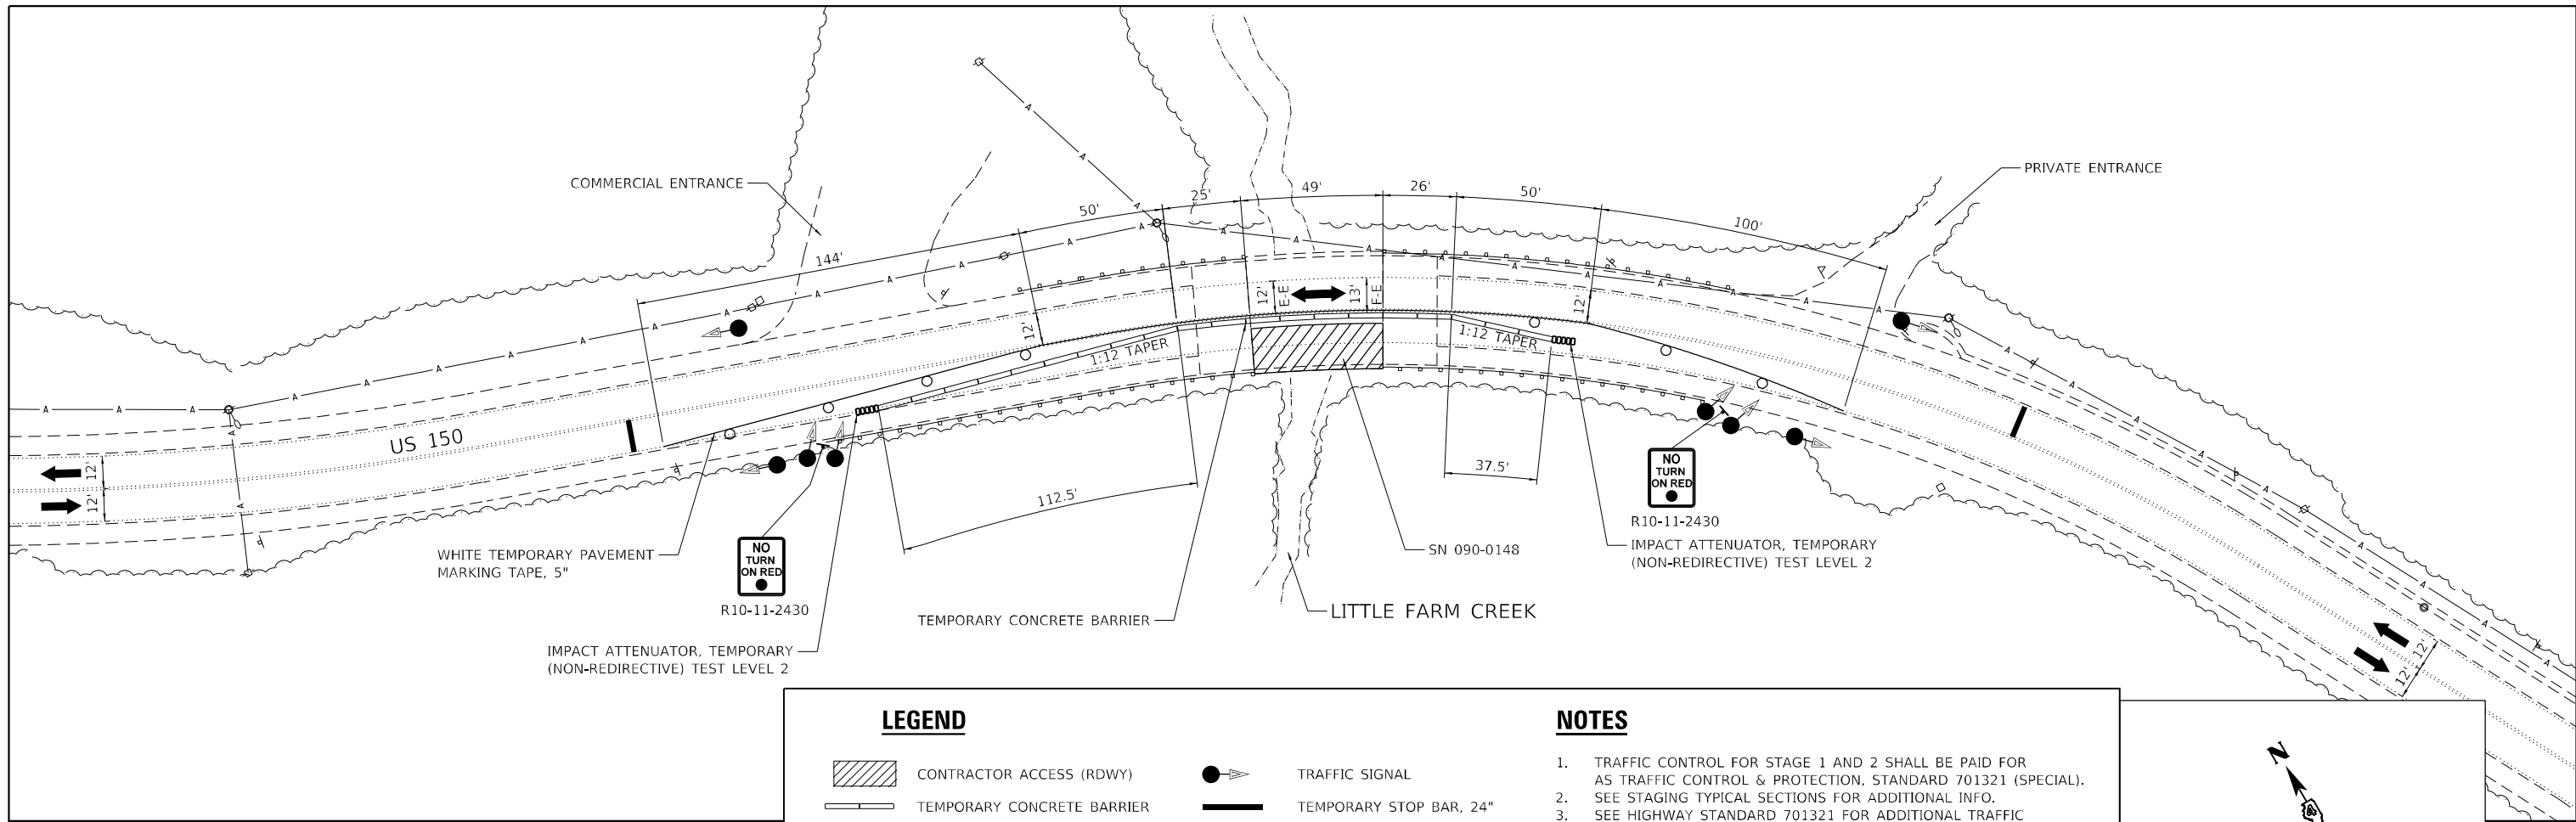 COMMERCIAL ENTRANCE
PRIVATE ENTRANCE
144'
50'
25'
49'
26'
50'
100'
12'
12'
E-E
13'
F-E
12'
1:12 TAPER
1:12 TAPER
US 150
12'
12'
112.5'
37.5'
WHITE TEMPORARY PAVEMENT
MARKING TAPE, 5"
NO
TURN
ON RED
R10-11-2430
IMPACT ATTENUATOR, TEMPORARY
(NON-REDIRECTIVE) TEST LEVEL 2
TEMPORARY CONCRETE BARRIER
LITTLE FARM CREEK
SN 090-0148
NO
TURN
ON RED
R10-11-2430
IMPACT ATTENUATOR, TEMPORARY
(NON-REDIRECTIVE) TEST LEVEL 2
12'
12'
LEGEND
CONTRACTOR ACCESS (RDWY)
TRAFFIC SIGNAL
TEMPORARY CONCRETE BARRIER
TEMPORARY STOP BAR, 24"
NOTES
1. TRAFFIC CONTROL FOR STAGE 1 AND 2 SHALL BE PAID FOR
AS TRAFFIC CONTROL & PROTECTION, STANDARD 701321 (SPECIAL).
2. SEE STAGING TYPICAL SECTIONS FOR ADDITIONAL INFO.
3. SEE HIGHWAY STANDARD 701321 FOR ADDITIONAL TRAFFIC
N